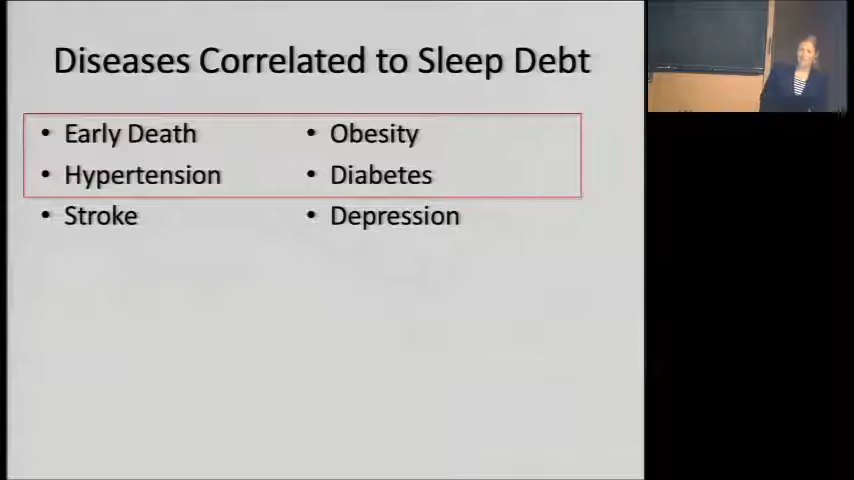 Diseases Correlated to Sleep Debt
• Early Death
• Hypertension
• Stroke
• Obesity
• Diabetes
• Depression